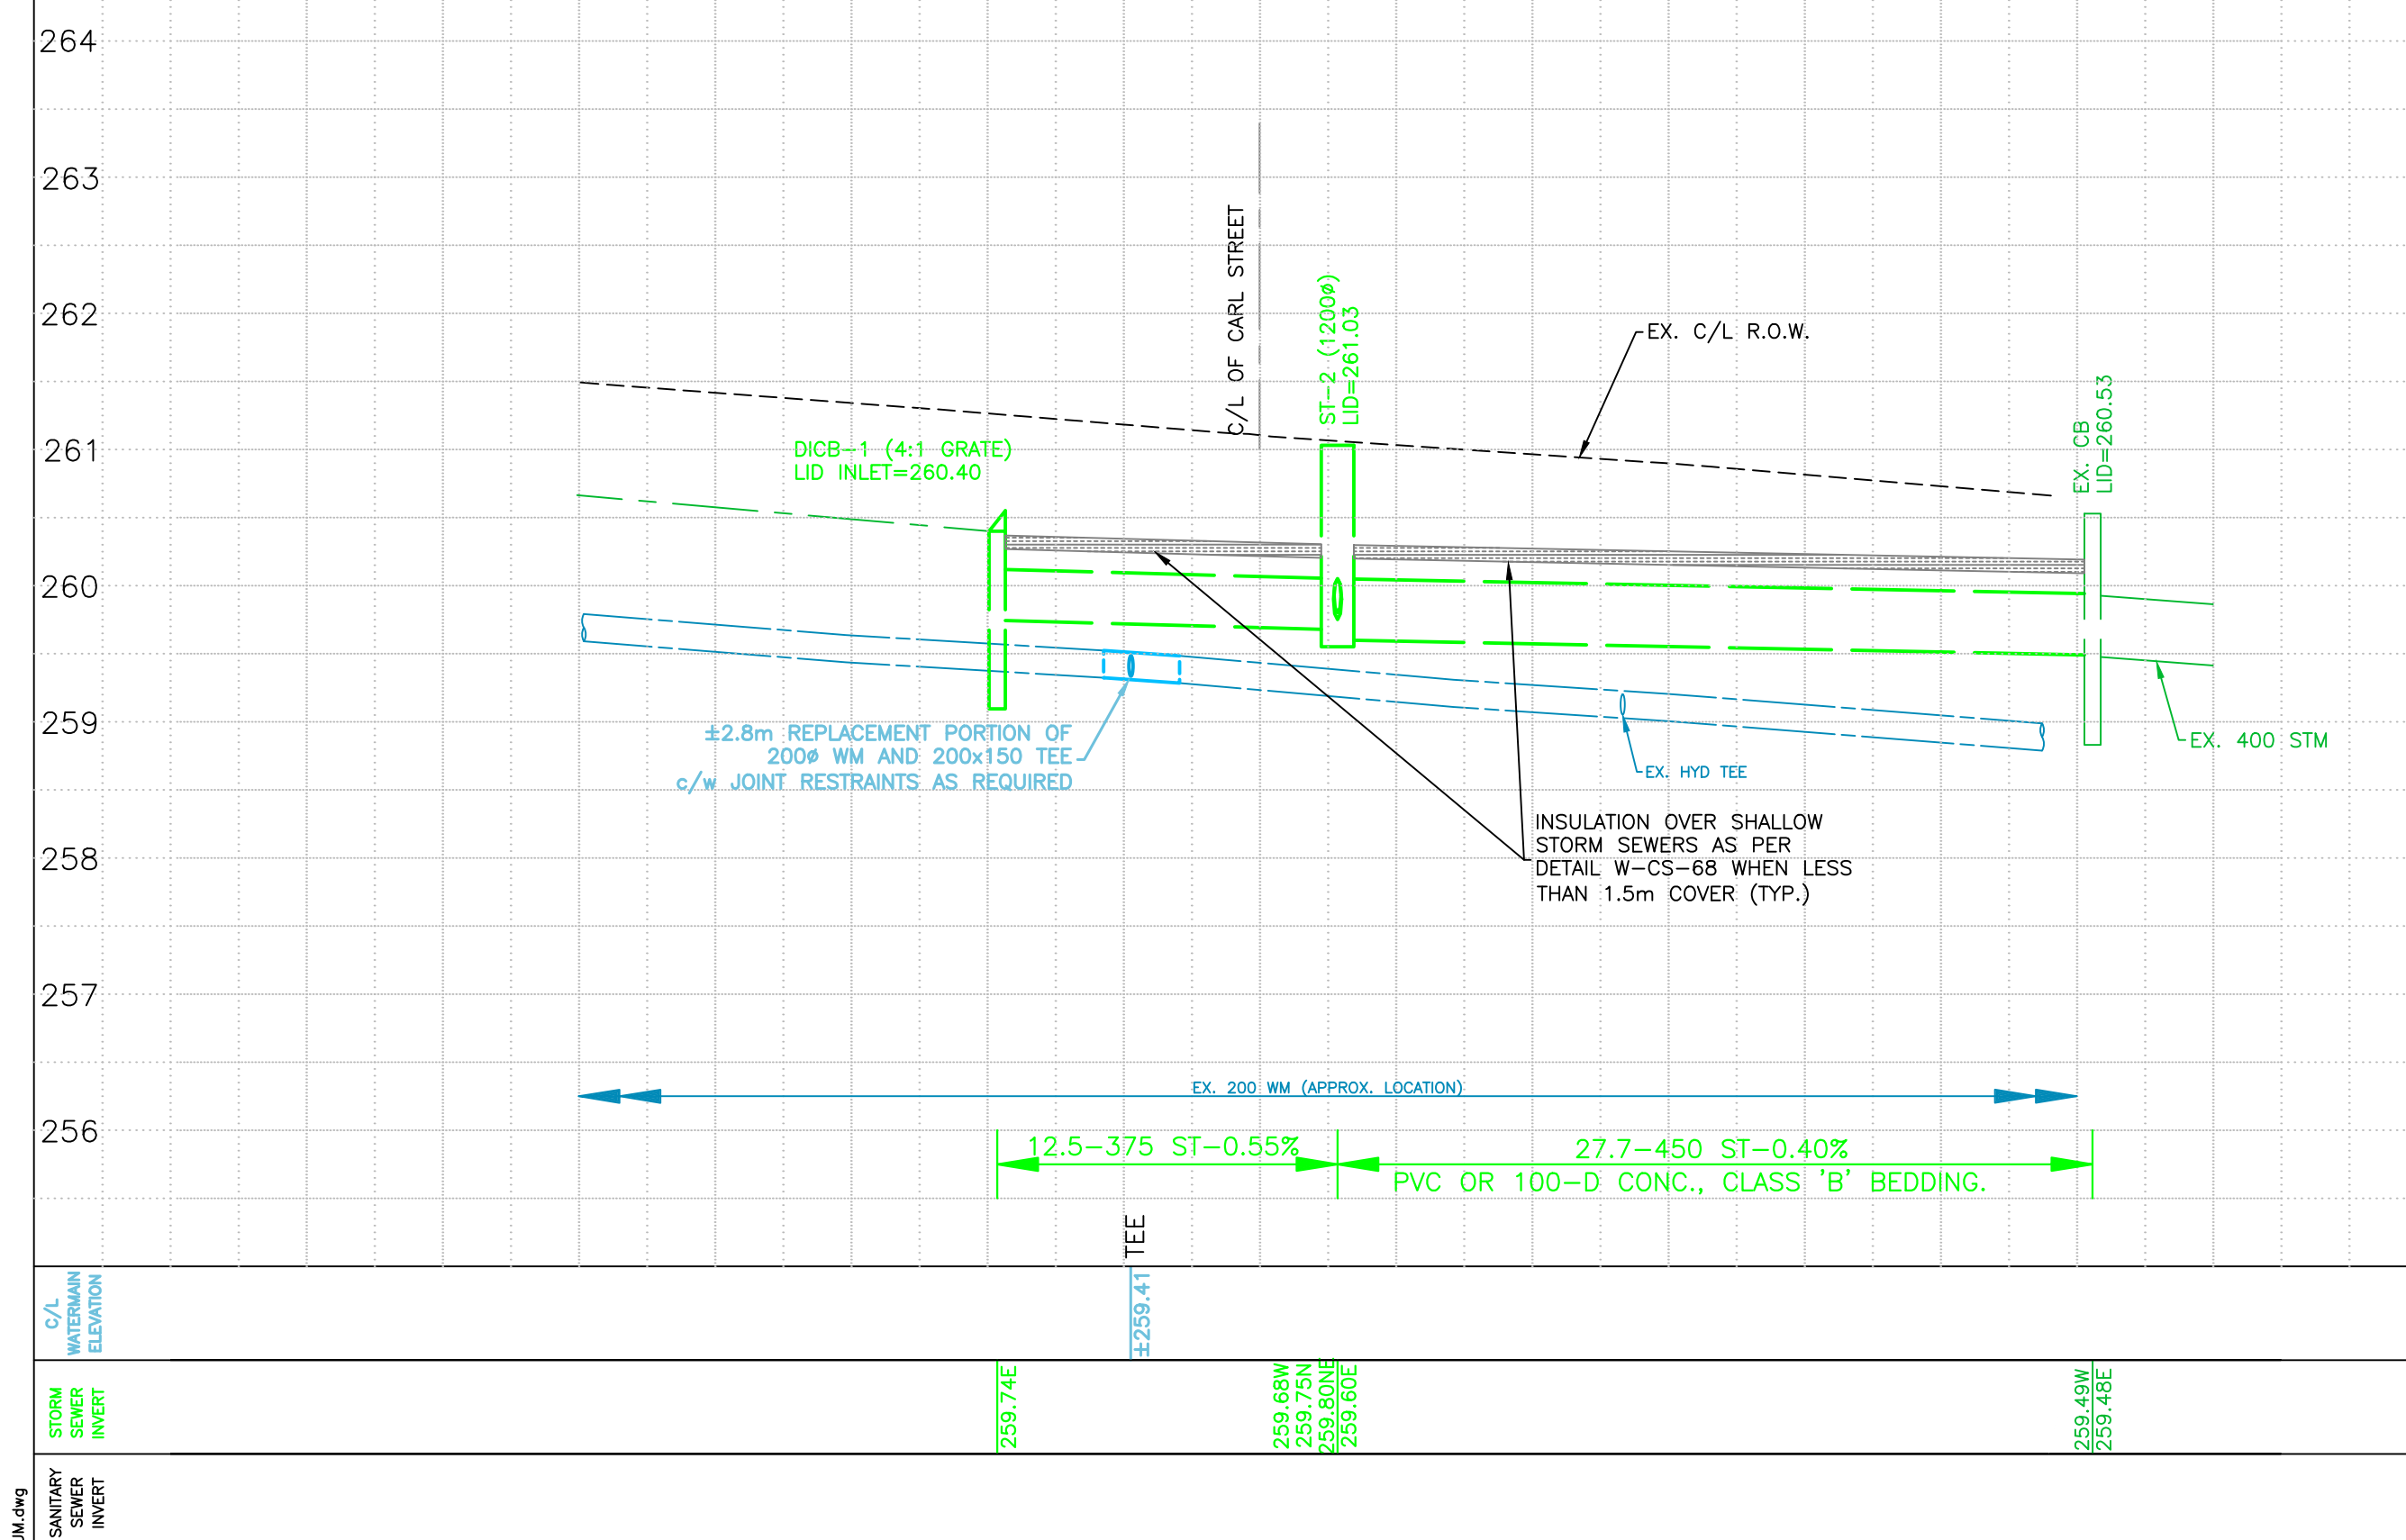 264
263
262
261
260
259
258
257
256
C/L OF CARL STREET
ST-2 (1200ø)
LID=261.03
EX. C/L R.O.W.
EX. CB
LID=260.53
DICB-1 (4:1 GRATE)
LID INLET=260.40
±2.8m REPLACEMENT PORTION OF
200ø WM AND 200x150 TEE
c/w JOINT RESTRAINTS AS REQUIRED
EX. HYD TEE
EX. 400 STM
INSULATION OVER SHALLOW
STORM SEWERS AS PER
DETAIL W-CS-68 WHEN LESS
THAN 1.5m COVER (TYP.)
EX. 200 WM (APPROX. LOCATION)
12.5-375 ST-0.55%
27.7-450 ST-0.40%
PVC OR 100-D CONC., CLASS 'B' BEDDING.
TEE
C/L
WATERMAIN
ELEVATION
±259.41
STORM
SEWER
INVERT
259.74E
259.68W
259.75N
259.80NE
259.60E
259.49W
259.48E
SANITARY
SEWER
INVERT
UM.dwg